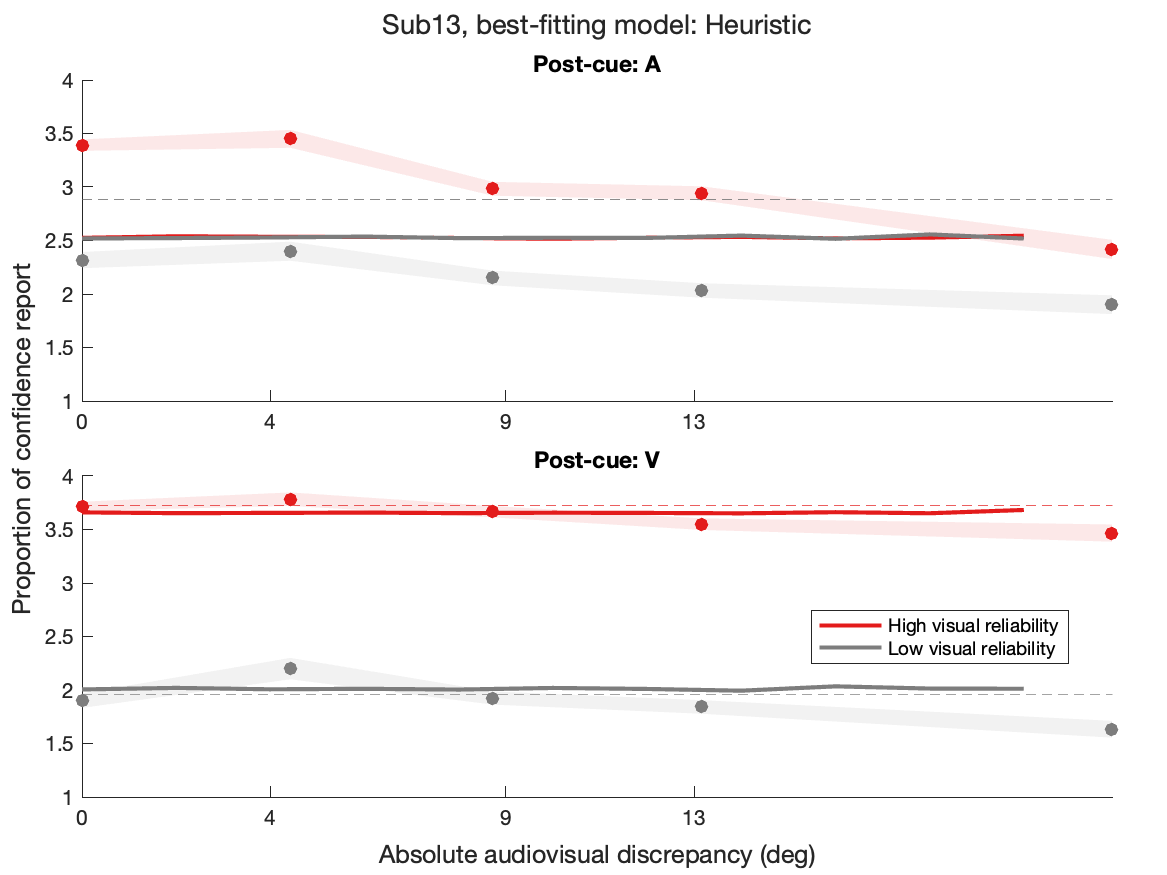 Sub13, best-fitting model: Heuristic
Post-cue: A
4
3.5
3
2.5
2
1.5
1
0 4 9 13
Proportion of confidence report
Post-cue: V
4
3.5
3
2.5
2
1.5
1
High visual reliability
Low visual reliability
0 4 9 13
Absolute audiovisual discrepancy (deg)